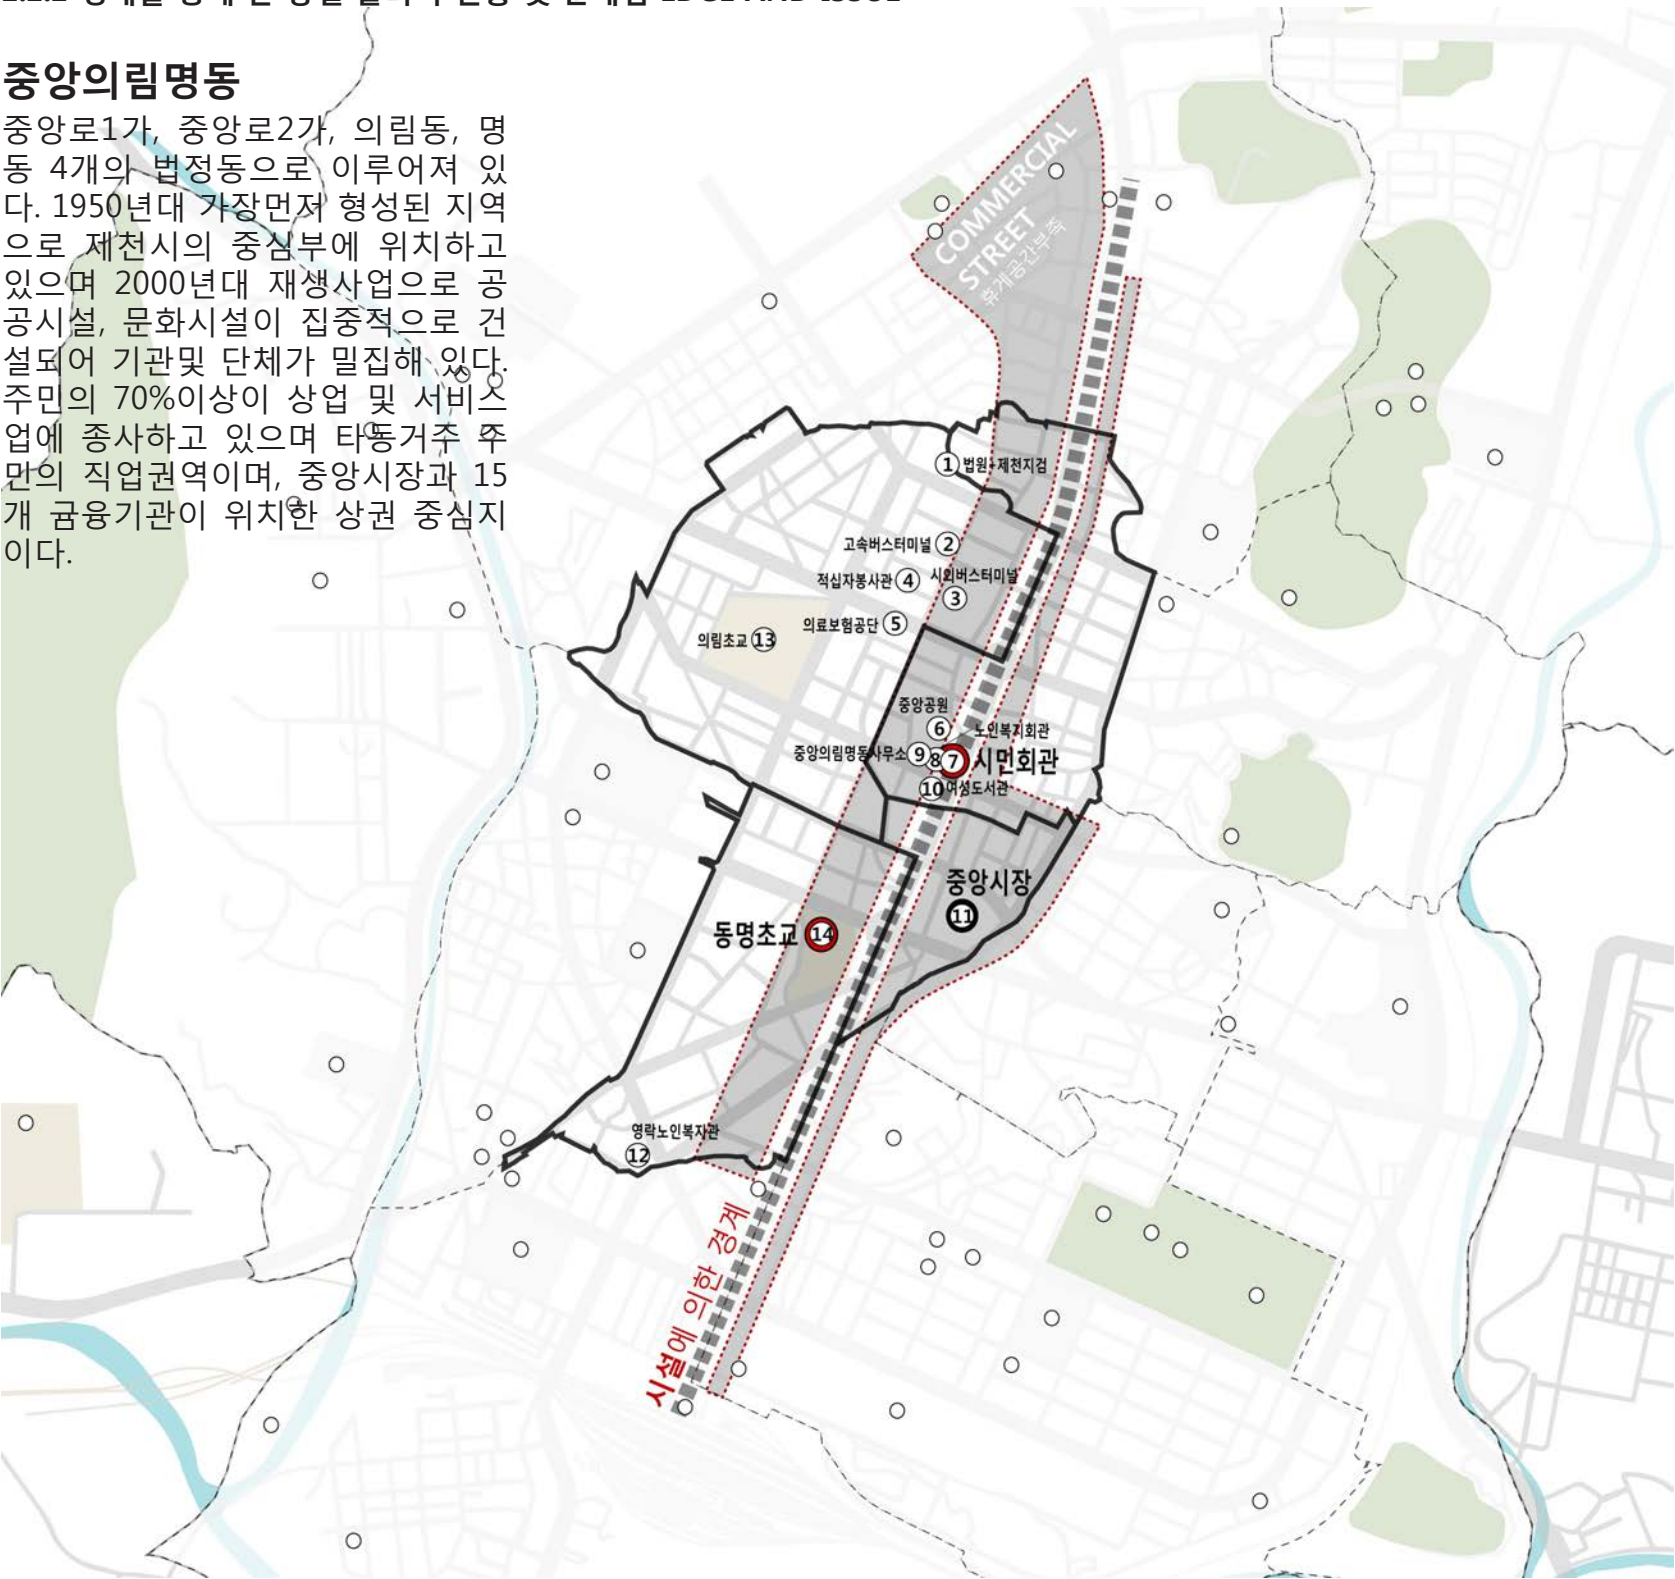 중앙의림명동
중앙로1가, 중앙로2가, 의림동, 명
동 4개의 법정동으로 이루어져 있
다. 1950년대 가장먼저 형성된 지역
으로 제천시의 중심부에 위치하고
있으며 2000년대 재생사업으로 공
공시설, 문화시설이 집중적으로 건
설되어 기관및 단체가 밀집해 있다.
주민의 70%이상이 상업 및 서비스
업에 종사하고 있으며 타동거주 주
민의 직업권역이며, 중앙시장과 15
개 금융기관이 위치한 상권 중심지
이다.
COMMERCIAL
STREET
휴게공간부족
1 법원+제천지검
고속버스터미널 2
적십자봉사관 4
시외버스터미널
3
의료보험공단 5
의림초교 13
중앙공원
6
노인복지회관
중앙의림명동사무소 9 8 7 시민회관
10 여성도서관
중앙시장
11
동명초교 14
영락노인복지관
12
시설에 의한 경계